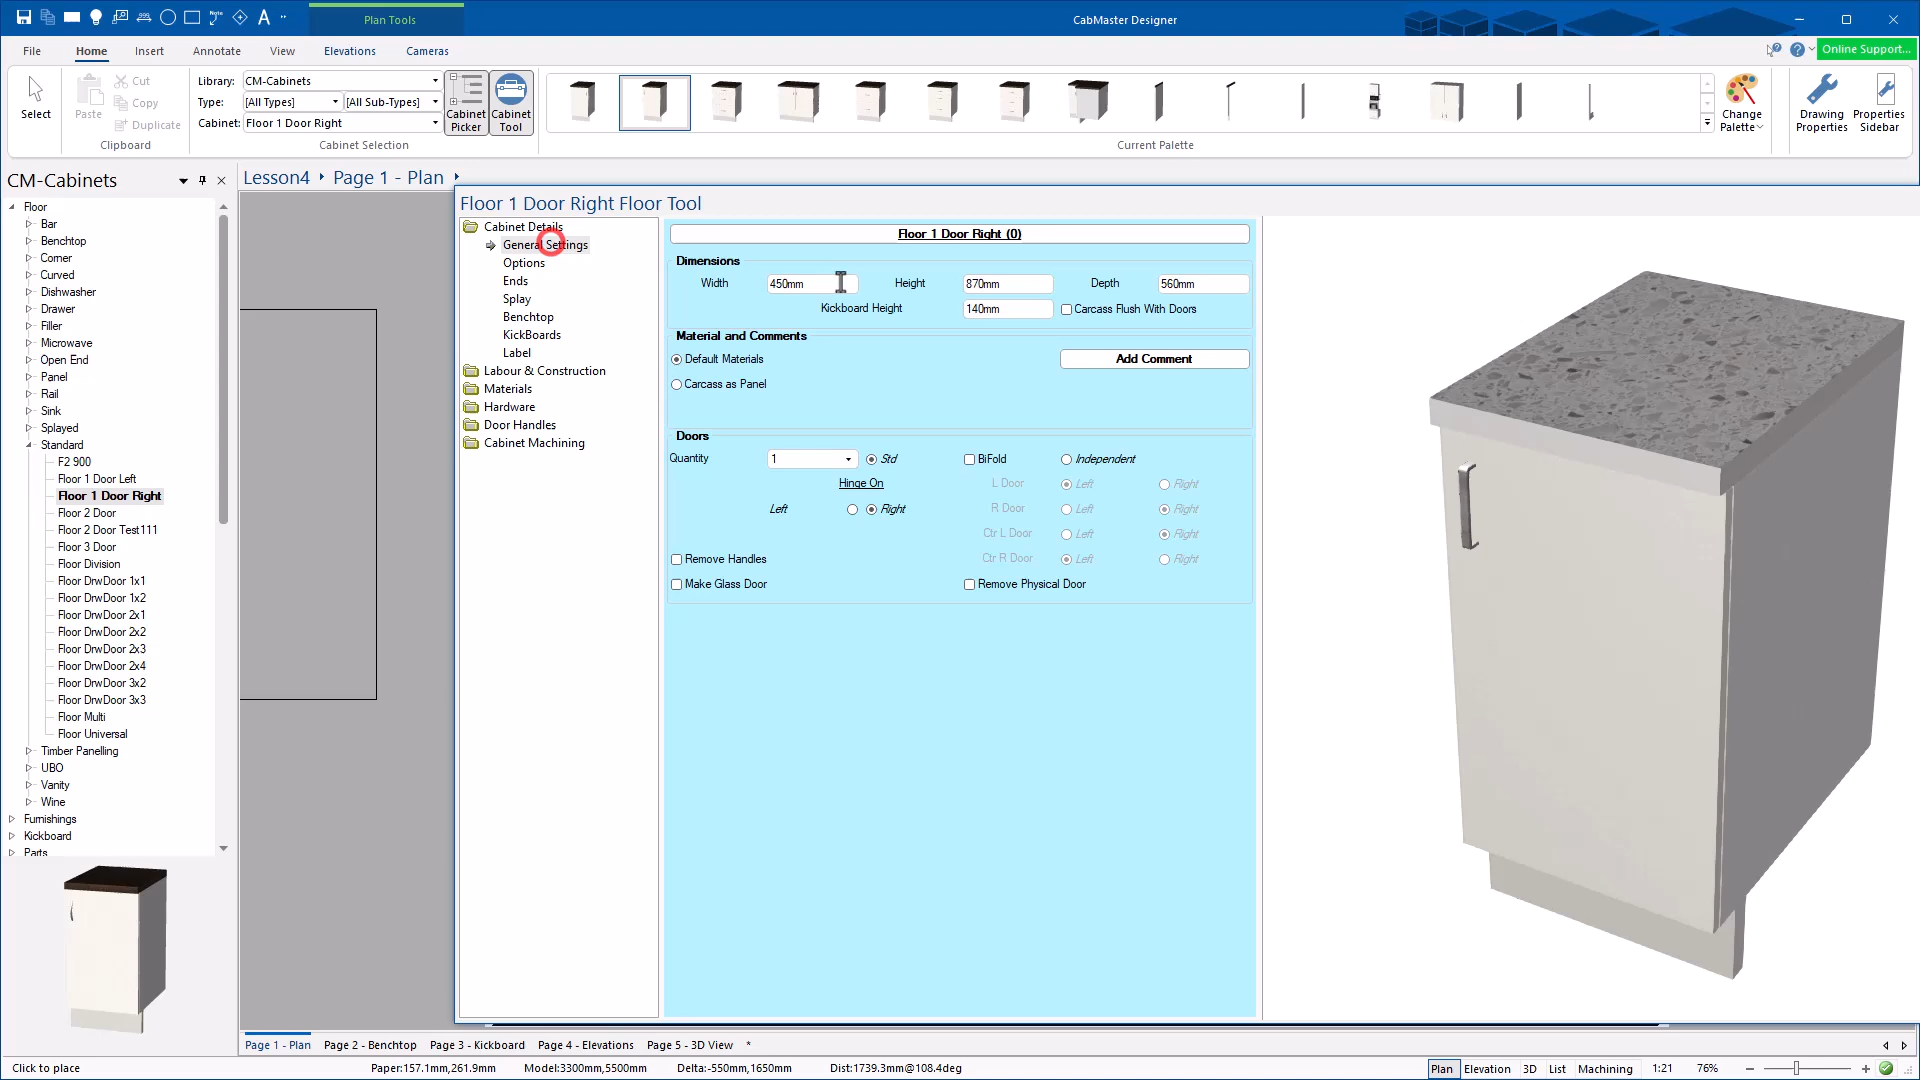 Plan Tools
CabMaster Designer
File
Home
Insert
Annotate
View
Elevations
Cameras
Online Support...
Select
Paste
Cut
Copy
Duplicate
Clipboard
Library: CM-Cabinets
Type: [All Types] [All Sub-Types]
Cabinet: Floor 1 Door Right
Cabinet Selection
Cabinet Picker
Cabinet Tool
Current Palette
Change Palette
Drawing Properties
Properties Sidebar
CM-Cabinets
Floor
Bar
Benchtop
Corner
Curved
Dishwasher
Drawer
Filler
Microwave
Open End
Panel
Rail
Sink
Splayed
Standard
F2 900
Floor 1 Door Left
Floor 1 Door Right
Floor 2 Door
Floor 2 Door Test111
Floor 3 Door
Floor Division
Floor DrwDoor 1x1
Floor DrwDoor 1x2
Floor DrwDoor 2x1
Floor DrwDoor 2x2
Floor DrwDoor 2x3
Floor DrwDoor 2x4
Floor DrwDoor 3x2
Floor DrwDoor 3x3
Floor Multi
Floor Universal
Timber Panelling
UBO
Vanity
Wine
Furnishings
Kickboard
Parts
Lesson4 Page 1 - Plan
Floor 1 Door Right Floor Tool
Cabinet Details
General Settings
Options
Ends
Splay
Benchtop
KickBoards
Label
Labour & Construction
Materials
Hardware
Door Handles
Cabinet Machining
Floor 1 Door Right (0)
Dimensions
Width 450mm Height 870mm Depth 560mm
Kickboard Height 140mm Carcass Flush With Doors
Material and Comments
Default Materials Add Comment
Carcass as Panel
Doors
Quantity 1 Std BiFold Independent
Hinge On L Door Left Right
Left Right R Door Left Right
Ctr L Door Left Right
Remove Handles Ctr R Door Left Right
Make Glass Door Remove Physical Door
Page 1 - Plan Page 2 - Benchtop Page 3 - Kickboard Page 4 - Elevations Page 5 - 3D View *
Click to place Paper:157.1mm,261.9mm Model:3300mm,5500mm Delta:-550mm,1650mm Dist:1739.3mm@108.4deg Plan Elevation 3D List Machining 1:21 76%